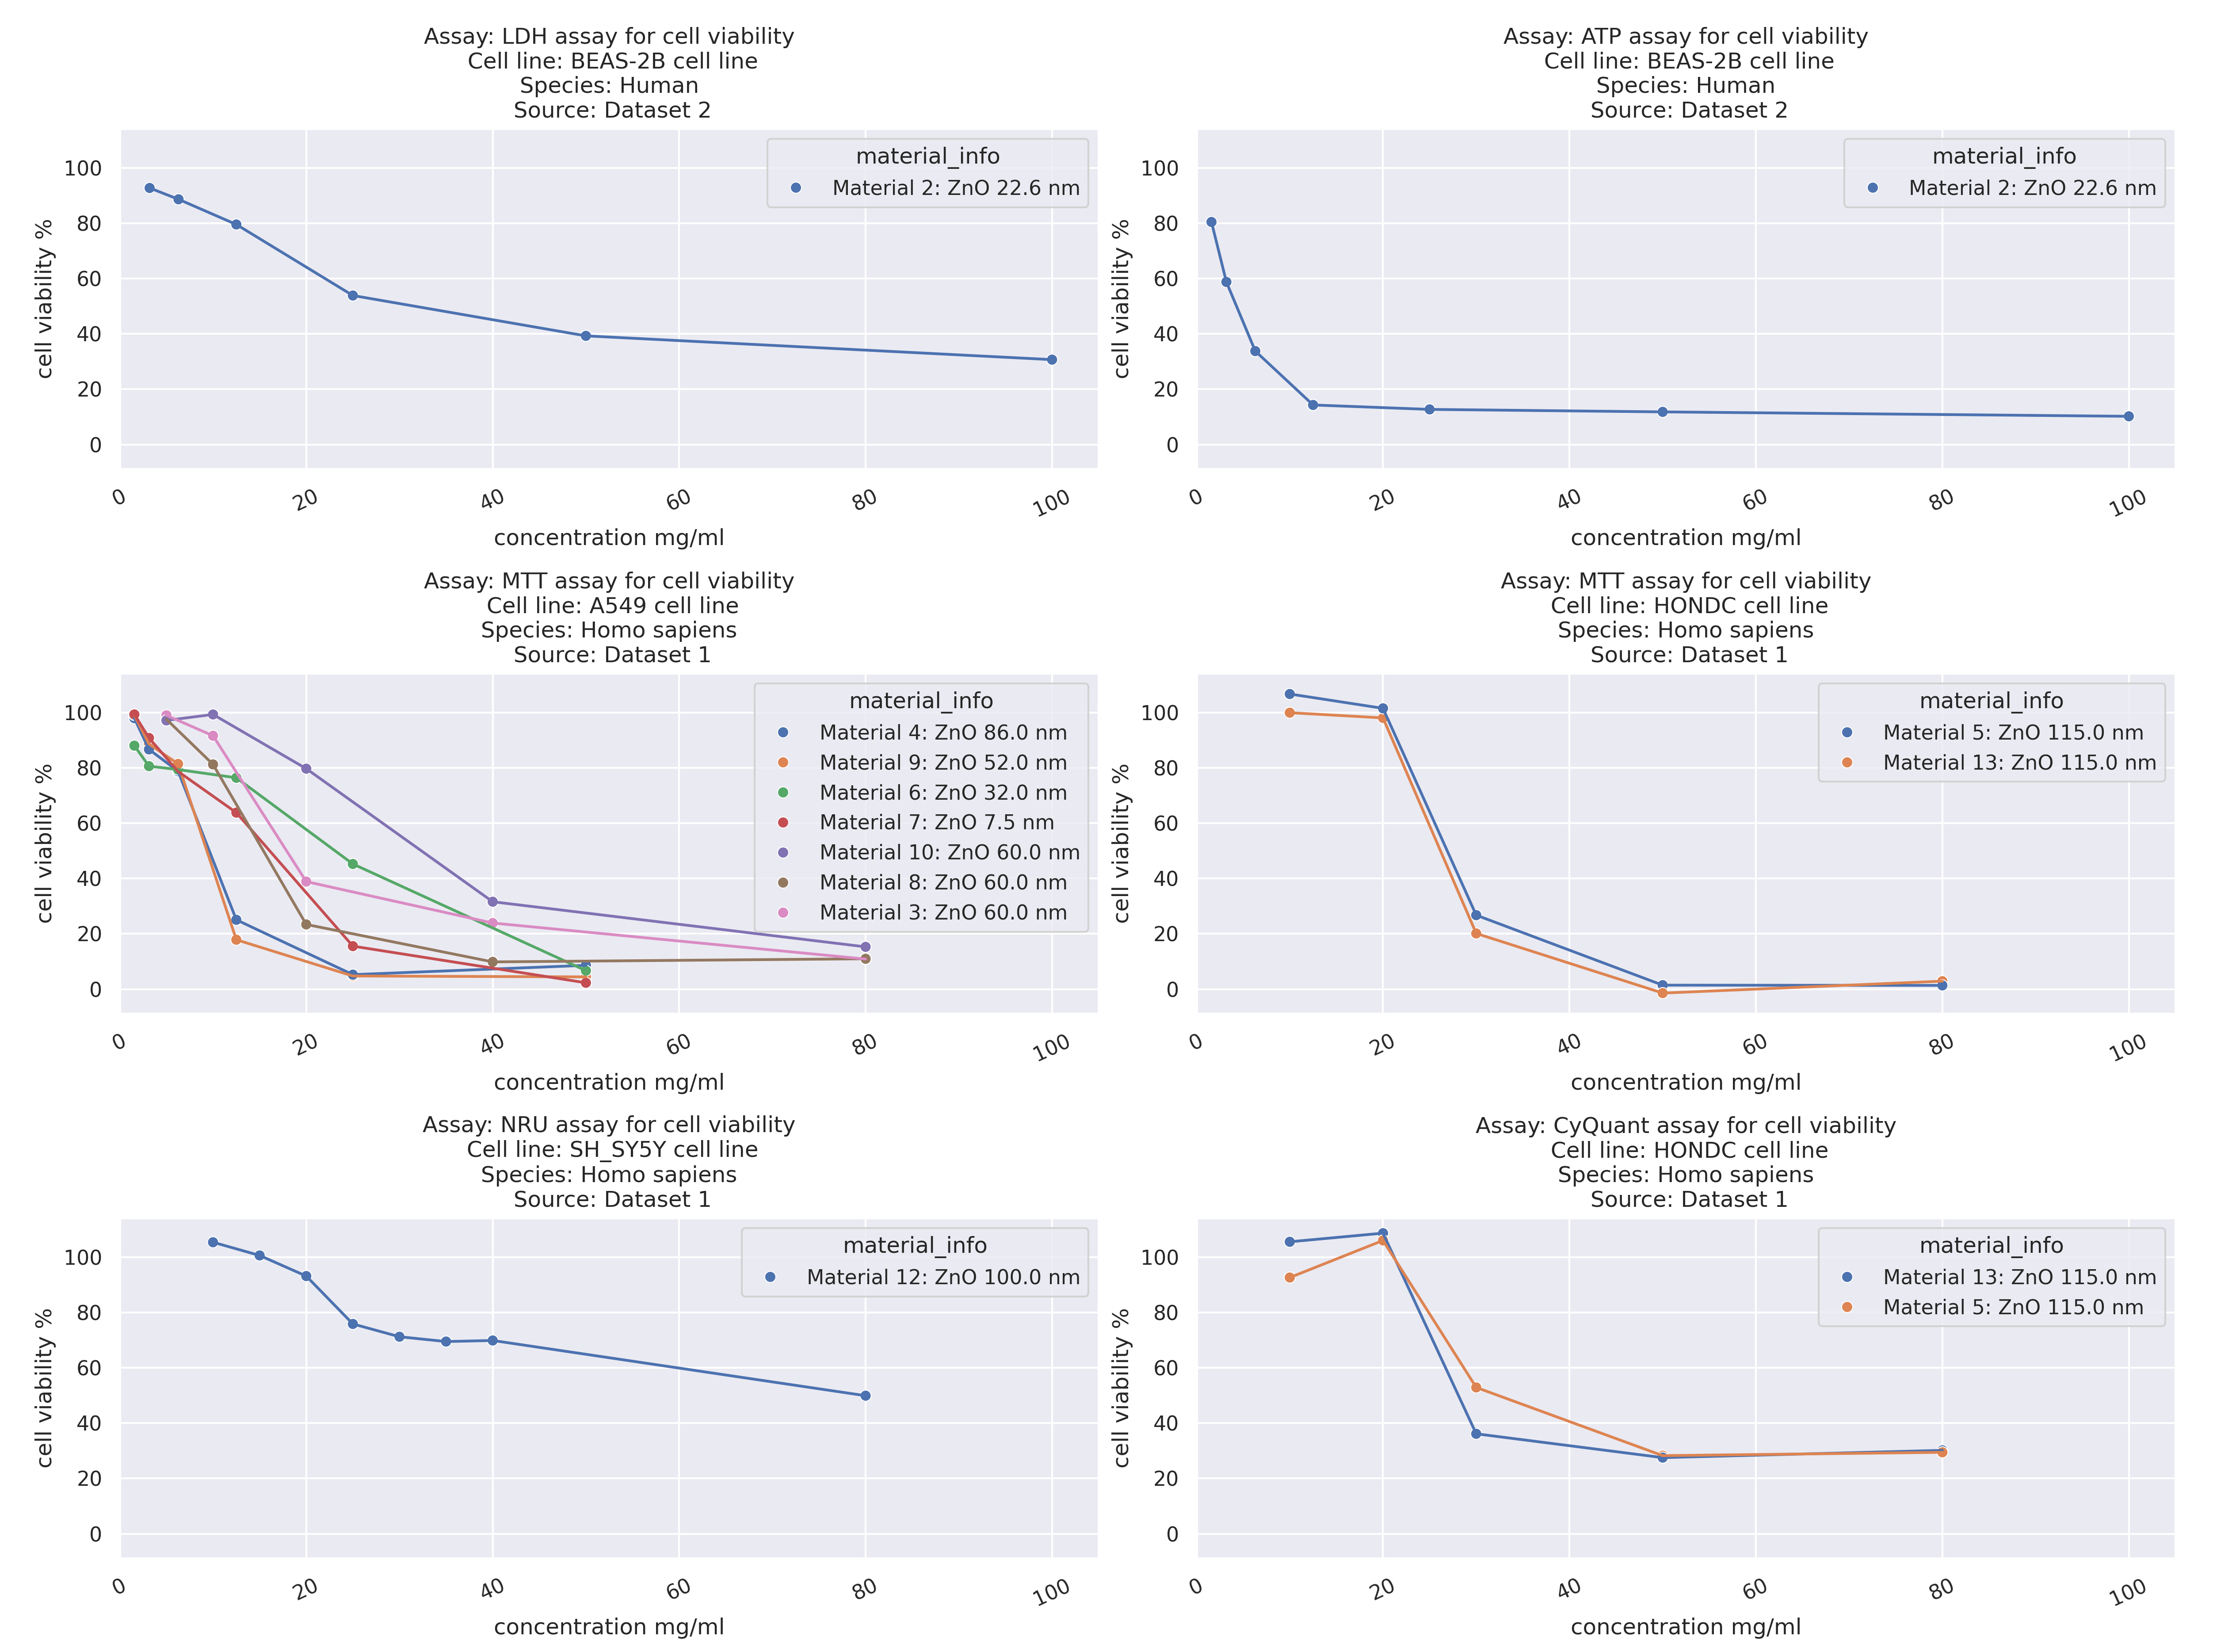 Assay: LDH assay for cell viability
Cell line: BEAS-2B cell line
Species: Human
Source: Dataset 2
material_info
Material 2: ZnO 22.6 nm
cell viability %
100
80
60
40
20
0
0 20 40 60 80 100
concentration mg/ml
Assay: ATP assay for cell viability
Cell line: BEAS-2B cell line
Species: Human
Source: Dataset 2
material_info
Material 2: ZnO 22.6 nm
cell viability %
100
80
60
40
20
0
0 20 40 60 80 100
concentration mg/ml
Assay: MTT assay for cell viability
Cell line: A549 cell line
Species: Homo sapiens
Source: Dataset 1
material_info
Material 4: ZnO 86.0 nm
Material 9: ZnO 52.0 nm
Material 6: ZnO 32.0 nm
Material 7: ZnO 7.5 nm
Material 10: ZnO 60.0 nm
Material 8: ZnO 60.0 nm
Material 3: ZnO 60.0 nm
cell viability %
100
80
60
40
20
0
0 20 40 60 80 100
concentration mg/ml
Assay: MTT assay for cell viability
Cell line: HONDC cell line
Species: Homo sapiens
Source: Dataset 1
material_info
Material 5: ZnO 115.0 nm
Material 13: ZnO 115.0 nm
cell viability %
100
80
60
40
20
0
0 20 40 60 80 100
concentration mg/ml
Assay: NRU assay for cell viability
Cell line: SH_SY5Y cell line
Species: Homo sapiens
Source: Dataset 1
material_info
Material 12: ZnO 100.0 nm
cell viability %
100
80
60
40
20
0
0 20 40 60 80 100
concentration mg/ml
Assay: CyQuant assay for cell viability
Cell line: HONDC cell line
Species: Homo sapiens
Source: Dataset 1
material_info
Material 13: ZnO 115.0 nm
Material 5: ZnO 115.0 nm
cell viability %
100
80
60
40
20
0
0 20 40 60 80 100
concentration mg/ml